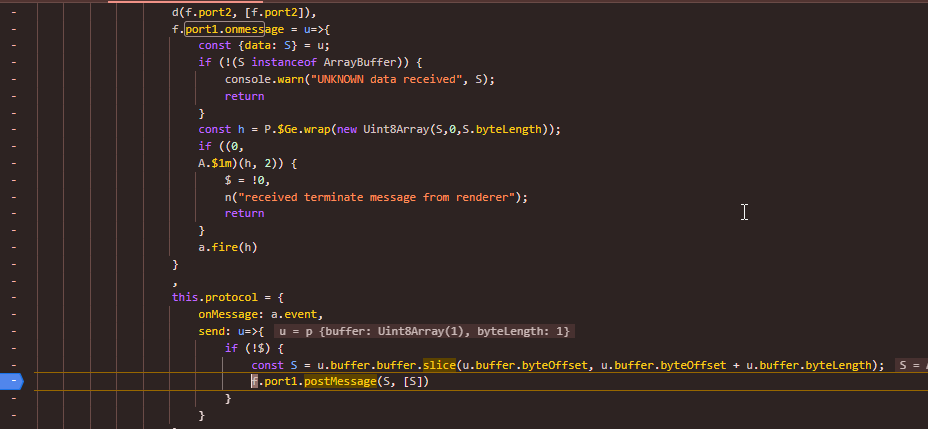 d(f.port2, [f.port2]),
f.port1.onmessage = u=>{
const {data: S} = u;
if (!(S instanceof ArrayBuffer)) {
console.warn("UNKNOWN data received", S);
return
}
const h = P.$Ge.wrap(new Uint8Array(S,0,S.byteLength));
if ((0,
A.$1m)(h, 2)) {
$ = !0,
n("received terminate message from renderer");
return
}
a.fire(h)
}
,
this.protocol = {
onMessage: a.event,
send: u=>{ u = p {buffer: Uint8Array(1), byteLength: 1}
if (!$) {
const S = u.buffer.buffer.slice(u.buffer.byteOffset, u.buffer.byteOffset + u.buffer.byteLength); S =
f.port1.postMessage(S, [S])
}
}